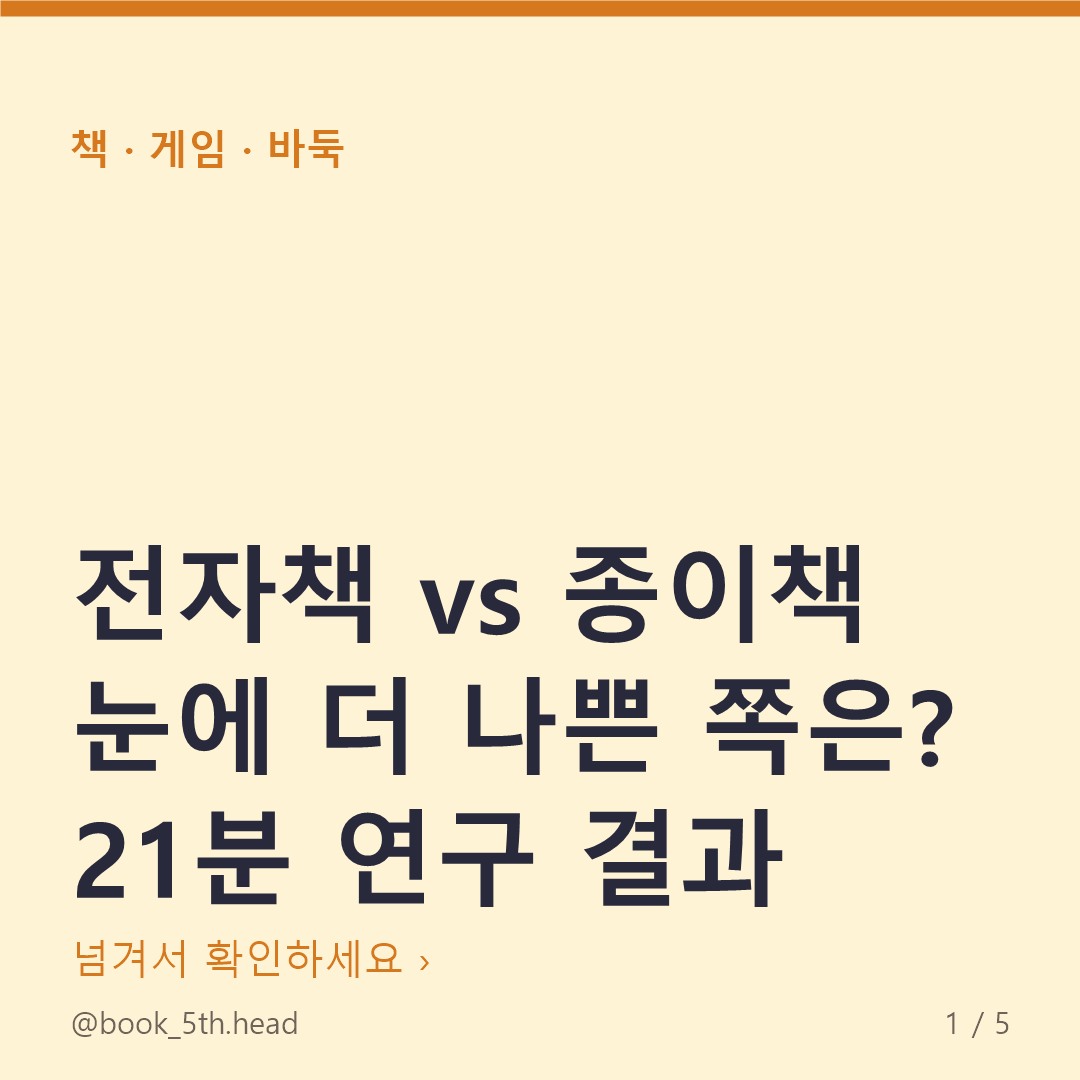 책 · 게임 · 바둑
전자책 vs 종이책
눈에 더 나쁜 쪽은?
21분 연구 결과
넘겨서 확인하세요 ›
@book_5th.head
1 / 5